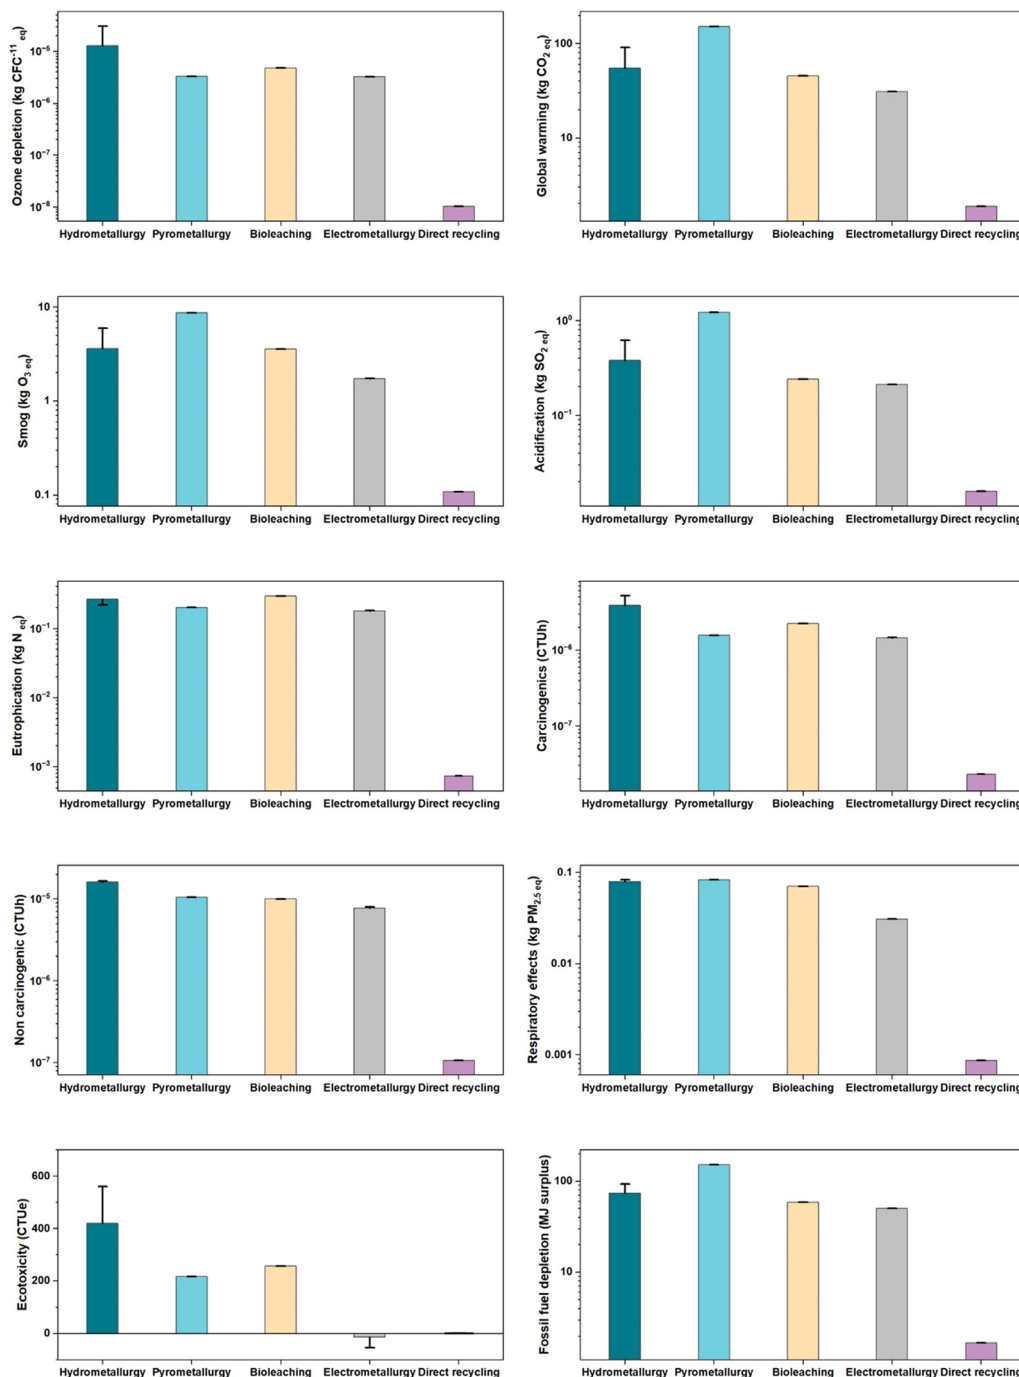 Ozone depletion (kg CFC⁻¹¹ eq)
10⁻⁵
10⁻⁶
10⁻⁷
10⁻⁸
Hydrometallurgy Pyrometallurgy Bioleaching Electrometallurgy Direct recycling
Global warming (kg CO₂ eq)
100
10
Hydrometallurgy Pyrometallurgy Bioleaching Electrometallurgy Direct recycling
Smog (kg O₃ eq)
10
1
0.1
Hydrometallurgy Pyrometallurgy Bioleaching Electrometallurgy Direct recycling
Acidification (kg SO₂ eq)
10⁰
10⁻¹
Hydrometallurgy Pyrometallurgy Bioleaching Electrometallurgy Direct recycling
Eutrophication (kg N eq)
10⁻¹
10⁻²
10⁻³
Hydrometallurgy Pyrometallurgy Bioleaching Electrometallurgy Direct recycling
Carcinogenics (CTUh)
10⁻⁶
10⁻⁷
Hydrometallurgy Pyrometallurgy Bioleaching Electrometallurgy Direct recycling
Non carcinogenic (CTUh)
10⁻⁵
10⁻⁶
10⁻⁷
Hydrometallurgy Pyrometallurgy Bioleaching Electrometallurgy Direct recycling
Respiratory effects (kg PM₂.₅ eq)
0.1
0.01
0.001
Hydrometallurgy Pyrometallurgy Bioleaching Electrometallurgy Direct recycling
Ecotoxicity (CTUe)
600
400
200
0
Hydrometallurgy Pyrometallurgy Bioleaching Electrometallurgy Direct recycling
Fossil fuel depletion (MJ surplus)
100
10
Hydrometallurgy Pyrometallurgy Bioleaching Electrometallurgy Direct recycling